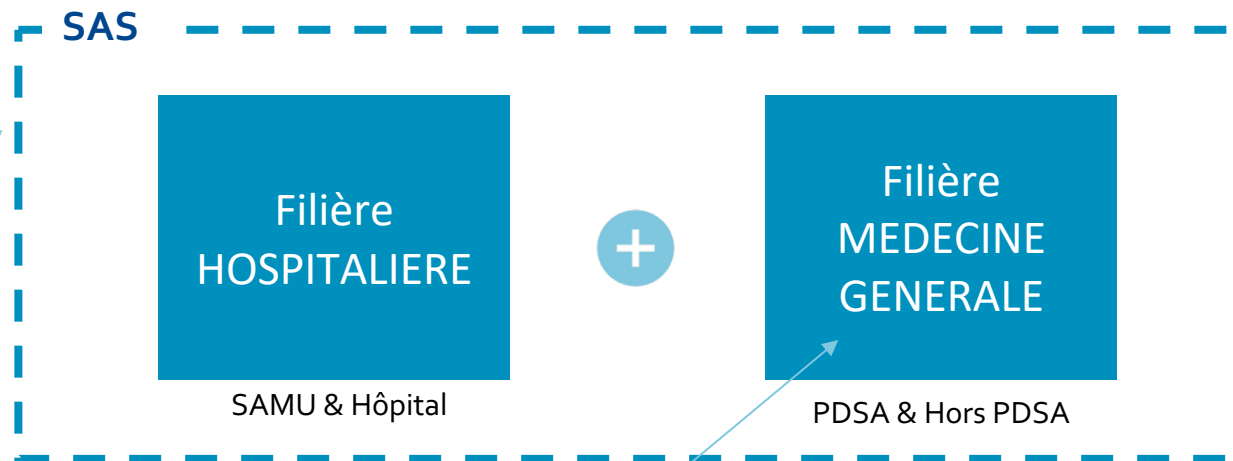 SAS
Filière
HOSPITALIERE
SAMU & Hôpital
+
Filière
MEDECINE
GENERALE
PDSA & Hors PDSA